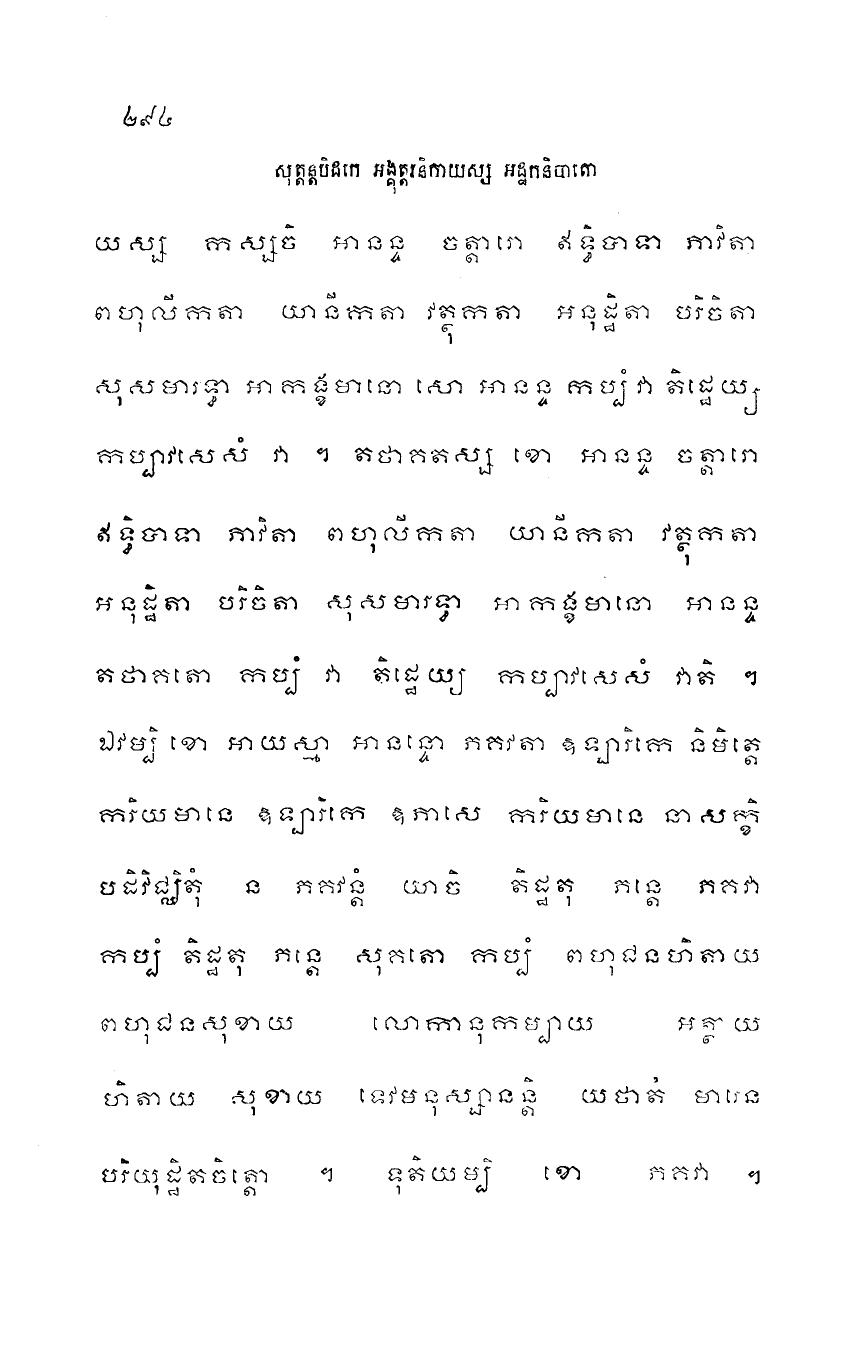 ២៩៤
សុត្តន្តបិដកេ អង្គុត្តរនិកាយស្ស អដ្ឋកនិបាតោ
យស្ស កស្សចិ អានន្ទ ចត្តារោ ឥទ្ធិបាទា ភាវិតា
ពហុលីកតា យានីកតា វត្ថុកតា អនុដ្ឋិតា បរិចិតា
សុសមារទ្ធា អាកង្ខមានោ សោ អានន្ទ កប្បំ វា តិដ្ឋេយ្យ
កប្បាវសេសំ វា ។ តថាគតស្ស ខោ អានន្ទ ចត្តារោ
ឥទ្ធិបាទា ភាវិតា ពហុលីកតា យានីកតា វត្ថុកតា
អនុដ្ឋិតា បរិចិតា សុសមារទ្ធា អាកង្ខមានោ អានន្ទ
តថាគតោ កប្បំ វា តិដ្ឋេយ្យ កប្បាវសេសំ វាតិ ។
ឯវម្បិ ខោ អាយស្មា អានន្ទោ ភគវតា ឱឡារិកេ និមិត្តេ
ករិយមានេ ឱឡារិកេ ឱភាសេ ករិយមានេ នាសក្ខិ
បដិវិជ្ឈិតុំ ន ភគវន្តំ យាចិ តិដ្ឋតុ ភន្តេ ភគវា
កប្បំ តិដ្ឋតុ ភន្តេ សុគតោ កប្បំ ពហុជនហិតាយ
ពហុជនសុខាយ លោកានុកម្បាយ អត្ថាយ
ហិតាយ សុខាយ ទេវមនុស្សានន្តិ យថាតំ មារេន
បរិយុដ្ឋិតចិត្តោ ។ ទុតិយម្បិ ខោ ភគវា ។